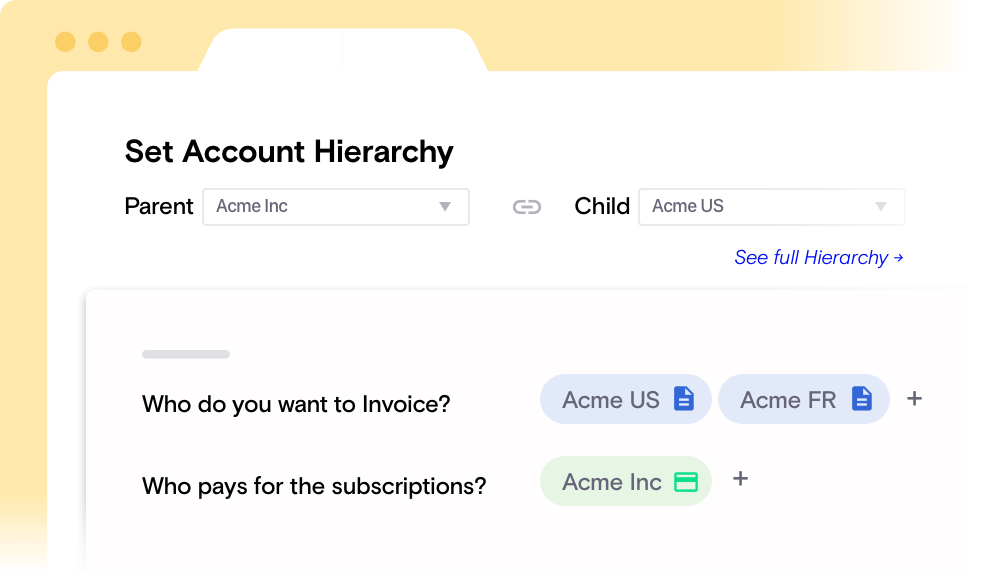 Set Account Hierarchy
Parent Acme Inc Child Acme US
See full Hierarchy →
Who do you want to Invoice? Acme US Acme FR +
Who pays for the subscriptions? Acme Inc +